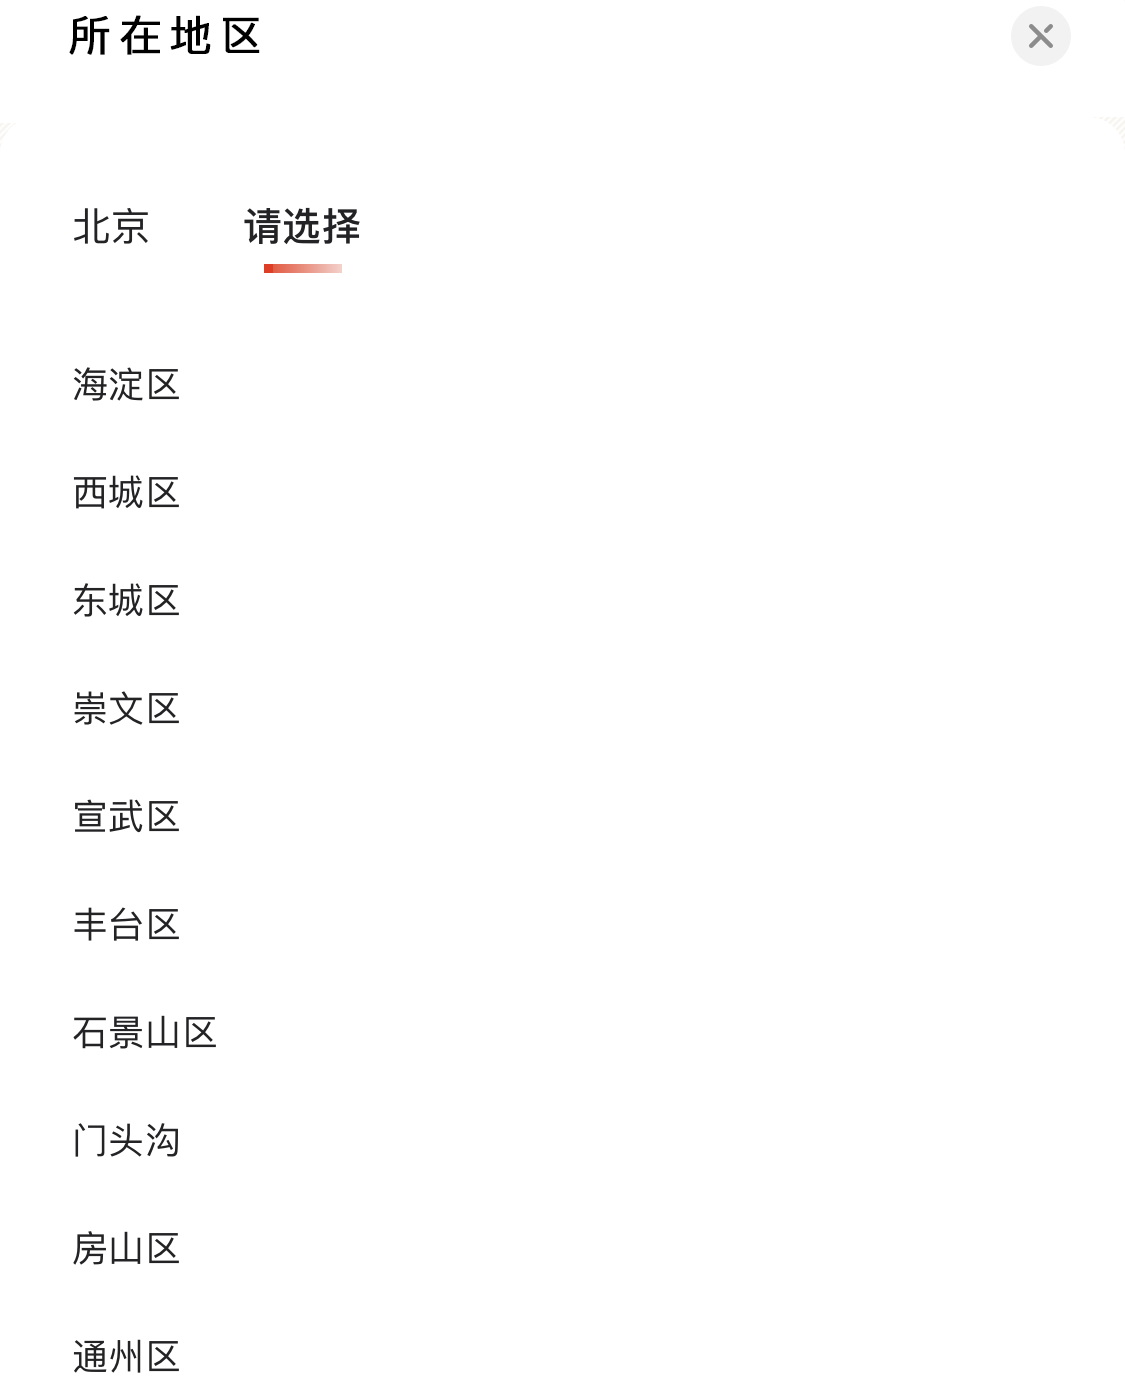 所在地区
北京 请选择
海淀区
西城区
东城区
崇文区
宣武区
丰台区
石景山区
门头沟
房山区
通州区